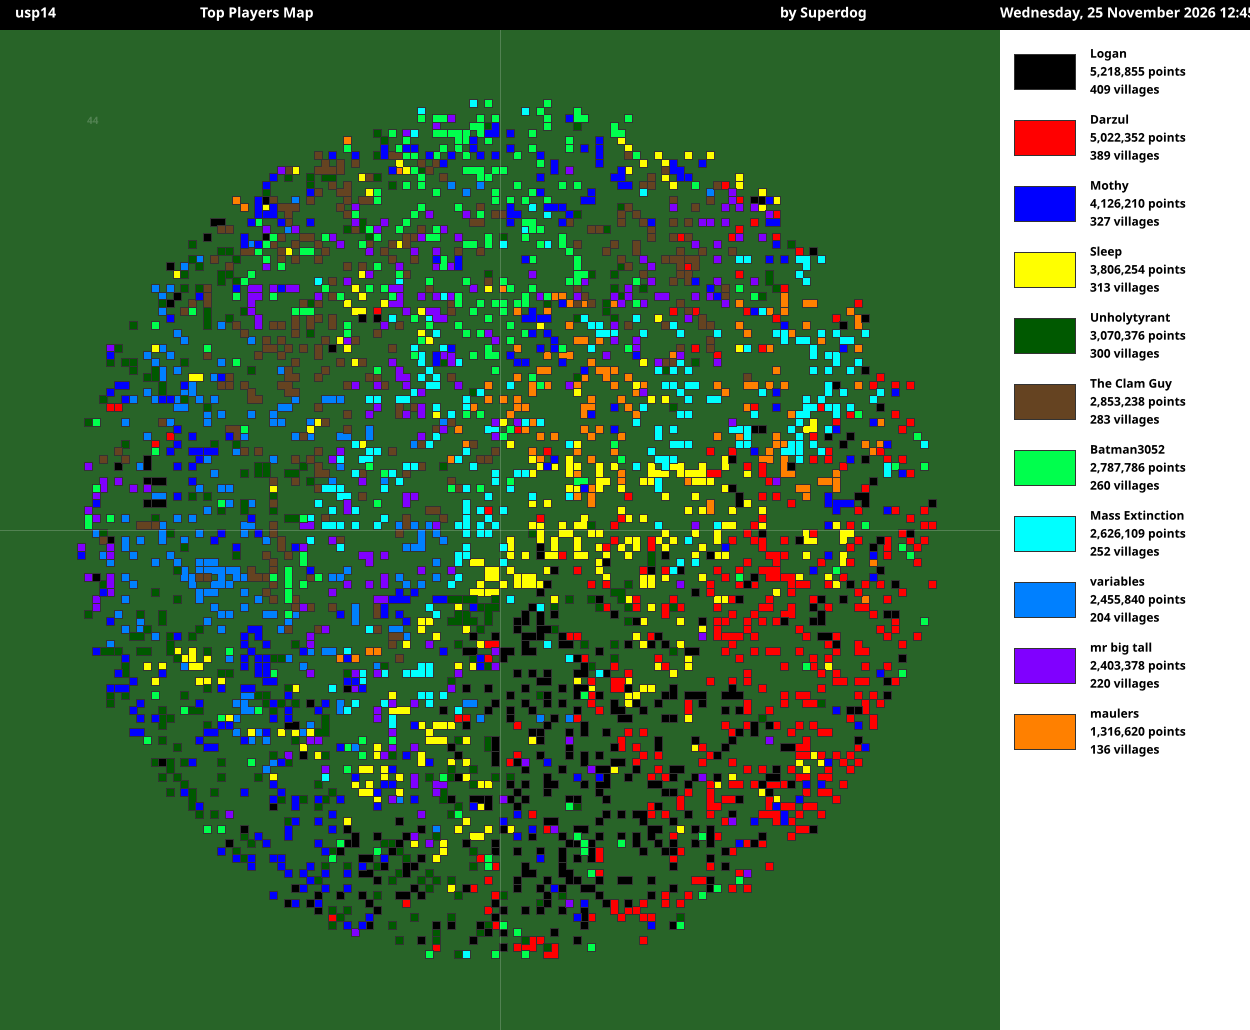 usp14 Top Players Map by Superdog Wednesday, 25 November 2026 12:45
44
Logan
5,218,855 points
409 villages
Darzul
5,022,352 points
389 villages
Mothy
4,126,210 points
327 villages
Sleep
3,806,254 points
313 villages
Unholytyrant
3,070,376 points
300 villages
The Clam Guy
2,853,238 points
283 villages
Batman3052
2,787,786 points
260 villages
Mass Extinction
2,626,109 points
252 villages
variables
2,455,840 points
204 villages
mr big tall
2,403,378 points
220 villages
maulers
1,316,620 points
136 villages